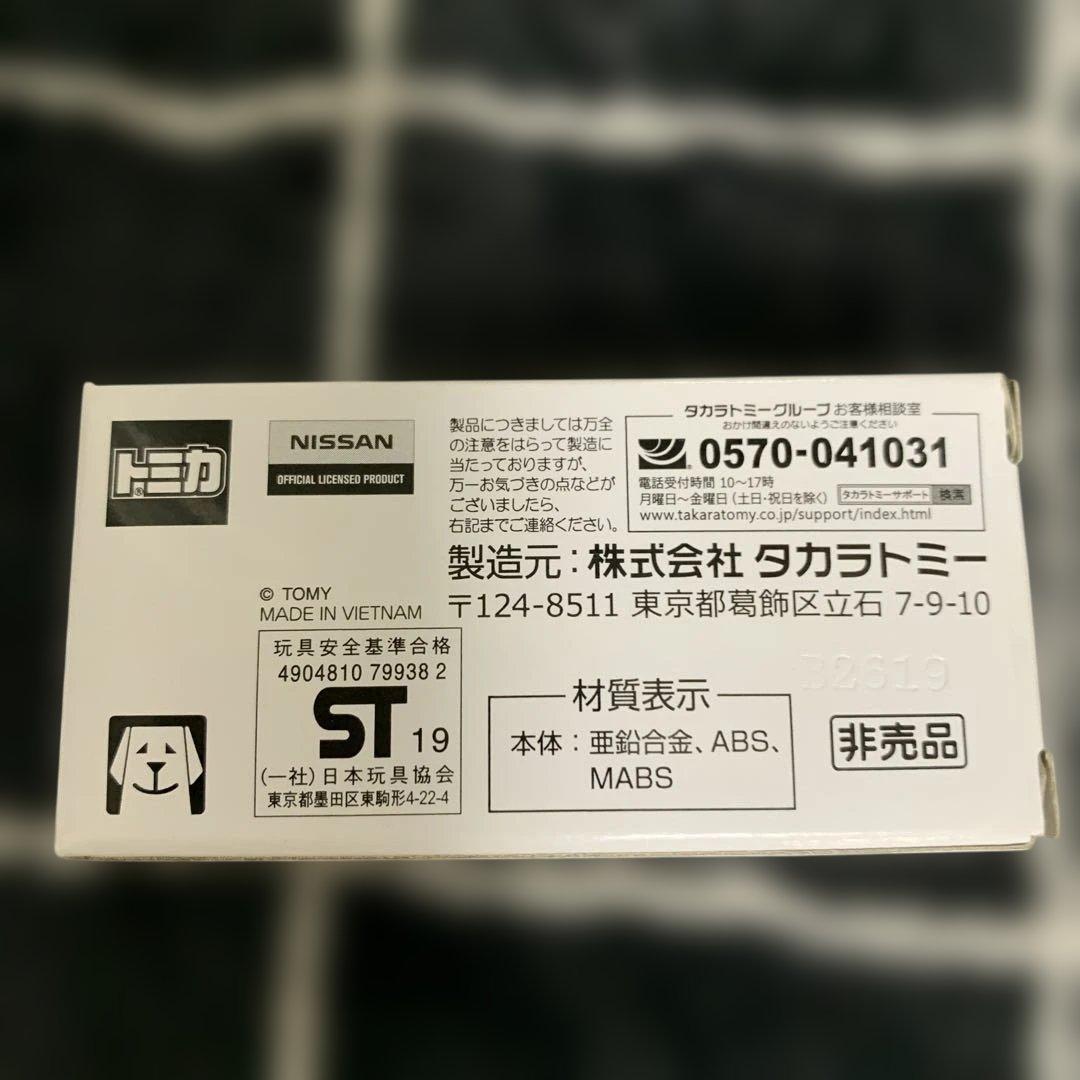 トミカ®
NISSAN
OFFICIAL LICENSED PRODUCT
製品につきましては万全
の注意をはらって製造に
当たっておりますが、
万一お気づきの点などが
ございましたら、
右記までご連絡ください。
タカラトミーグループ お客様相談室
おかけ間違えのないようご注意ください
0570-041031
電話受付時間 10〜17時
月曜日〜金曜日(土日・祝日を除く) タカラトミーサポート 検索
www.takaratomy.co.jp/support/index.html
製造元:株式会社 タカラトミー
〒124-8511 東京都葛飾区立石 7-9-10
© TOMY
MADE IN VIETNAM
玩具安全基準合格
4904810 79938 2
ST 19
(一社)日本玩具協会
東京都墨田区東駒形4-22-4
材質表示
本体:亜鉛合金、ABS、
MABS
B2619
非売品